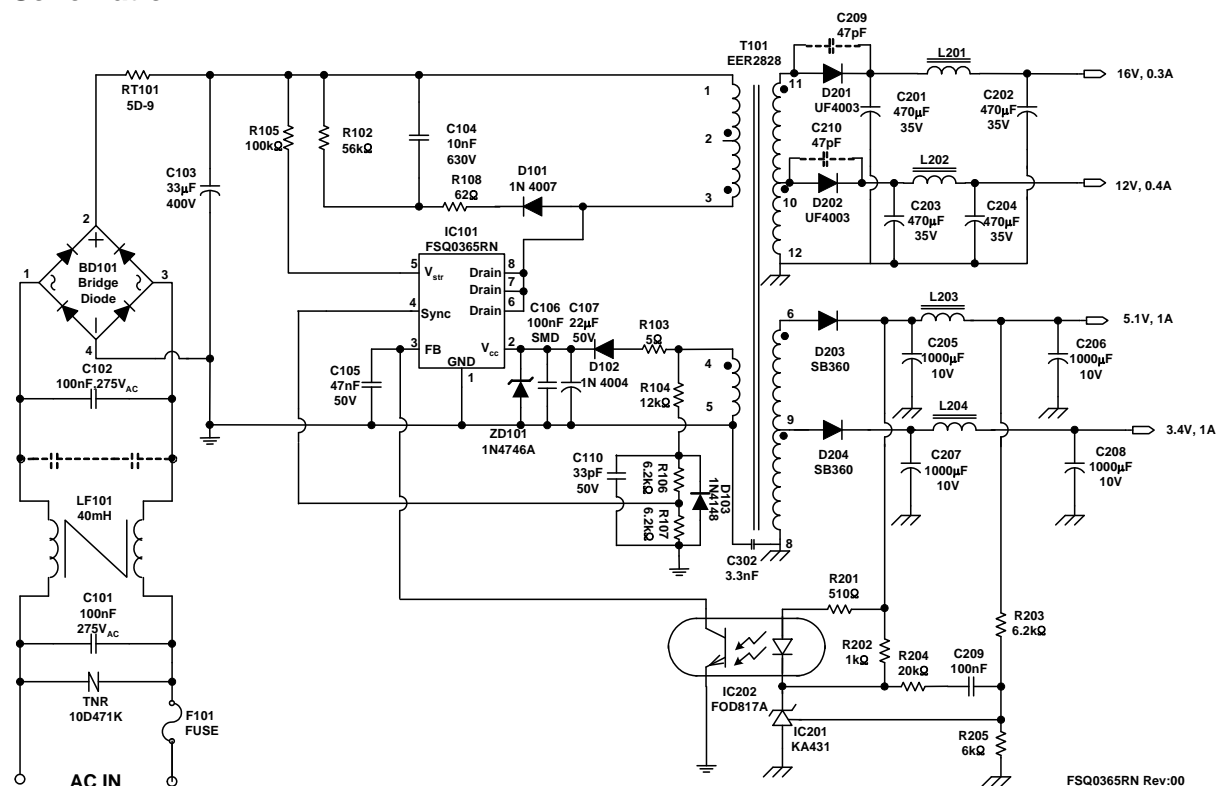 C209
47pF
T101
EER2828
L201
16V, 0.3A
11
RT101
5D-9
1
D201
UF4003
C201
470µF
35V
C202
470µF
35V
R105
100kΩ
R102
56kΩ
C104
10nF
630V
2
C210
47pF
L202
C103
33µF
400V
D101
1N 4007
R108
62Ω
3
12V, 0.4A
10
D202
UF4003
C203
470µF
35V
C204
470µF
35V
2
IC101
FSQ0365RN
12
1
BD101
Bridge
Diode
3
5
Vstr
Drain
8
Drain
7
4
Sync
Drain
6
C106
100nF
SMD
C107
22µF
50V
L203
R103
5Ω
6
5.1V, 1A
4
3
FB
Vcc
2
GND
1
D102
1N 4004
4
D203
SB360
C205
1000µF
10V
C206
1000µF
10V
C102
100nF,275VAC
C105
47nF
50V
R104
12kΩ
5
9
L204
3.4V, 1A
ZD101
1N4746A
D204
SB360
C207
1000µF
10V
C208
1000µF
10V
C110
33pF
50V
R106
6.2kΩ
R107
6.2kΩ
D103
1N4148
LF101
40mH
8
C302
3.3nF
R201
510Ω
C101
100nF
275VAC
R203
6.2kΩ
R202
1kΩ
R204
20kΩ
C209
100nF
TNR
10D471K
F101
FUSE
IC202
FOD817A
IC201
KA431
R205
6kΩ
AC IN
FSQ0365RN Rev:00